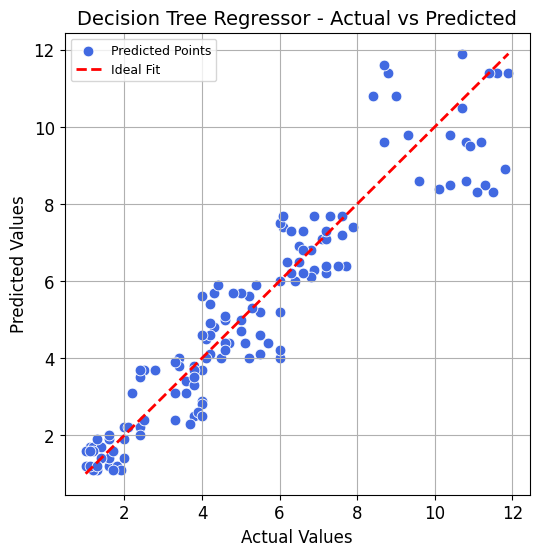 Decision Tree Regressor - Actual vs Predicted
Predicted Points
Ideal Fit
12
10
8
6
4
2
Predicted Values
2
4
6
8
10
12
Actual Values